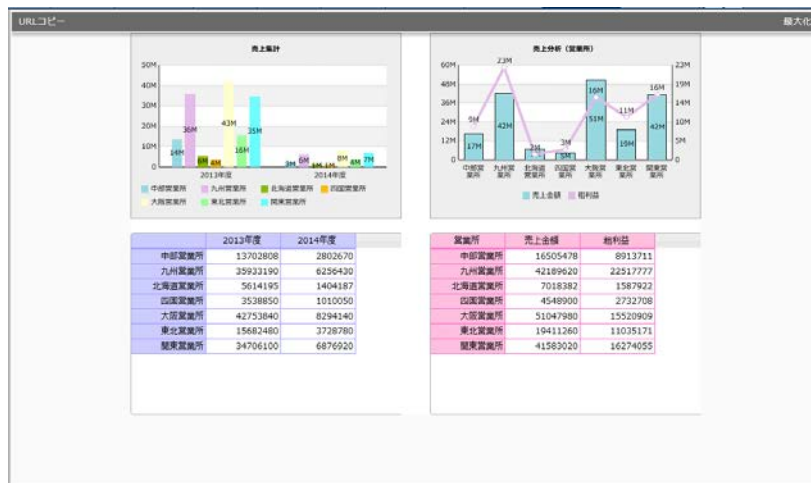 URLコピー
最大化
売上集計
50M
40M
30M
20M
10M
0
14M
36M
6M
4M
43M
16M
35M
3M
6M
1M
1M
8M
4M
7M
2013年度
2014年度
中部営業所 九州営業所 北海道営業所 四国営業所
大阪営業所 東北営業所 関東営業所
売上分析（営業所）
60M
48M
36M
24M
12M
0
23M
19M
14M
10M
5M
0
9M
23M
2M
3M
16M
11M
16M
17M
42M
5M
51M
19M
42M
中部営業所
九州営業所
北海道営業所
四国営業所
大阪営業所
東北営業所
関東営業所
売上金額 粗利益
2013年度 2014年度
中部営業所 13702808 2802670
九州営業所 35933190 6256430
北海道営業所 5614195 1404187
四国営業所 3538850 1010050
大阪営業所 42753840 8294140
東北営業所 15682480 3728780
関東営業所 34706100 6876920
営業所 売上金額 粗利益
中部営業所 16505478 8913711
九州営業所 42189620 22517777
北海道営業所 7018382 1587922
四国営業所 4548900 2732708
大阪営業所 51047980 15520909
東北営業所 19411260 11035171
関東営業所 41583020 16274055